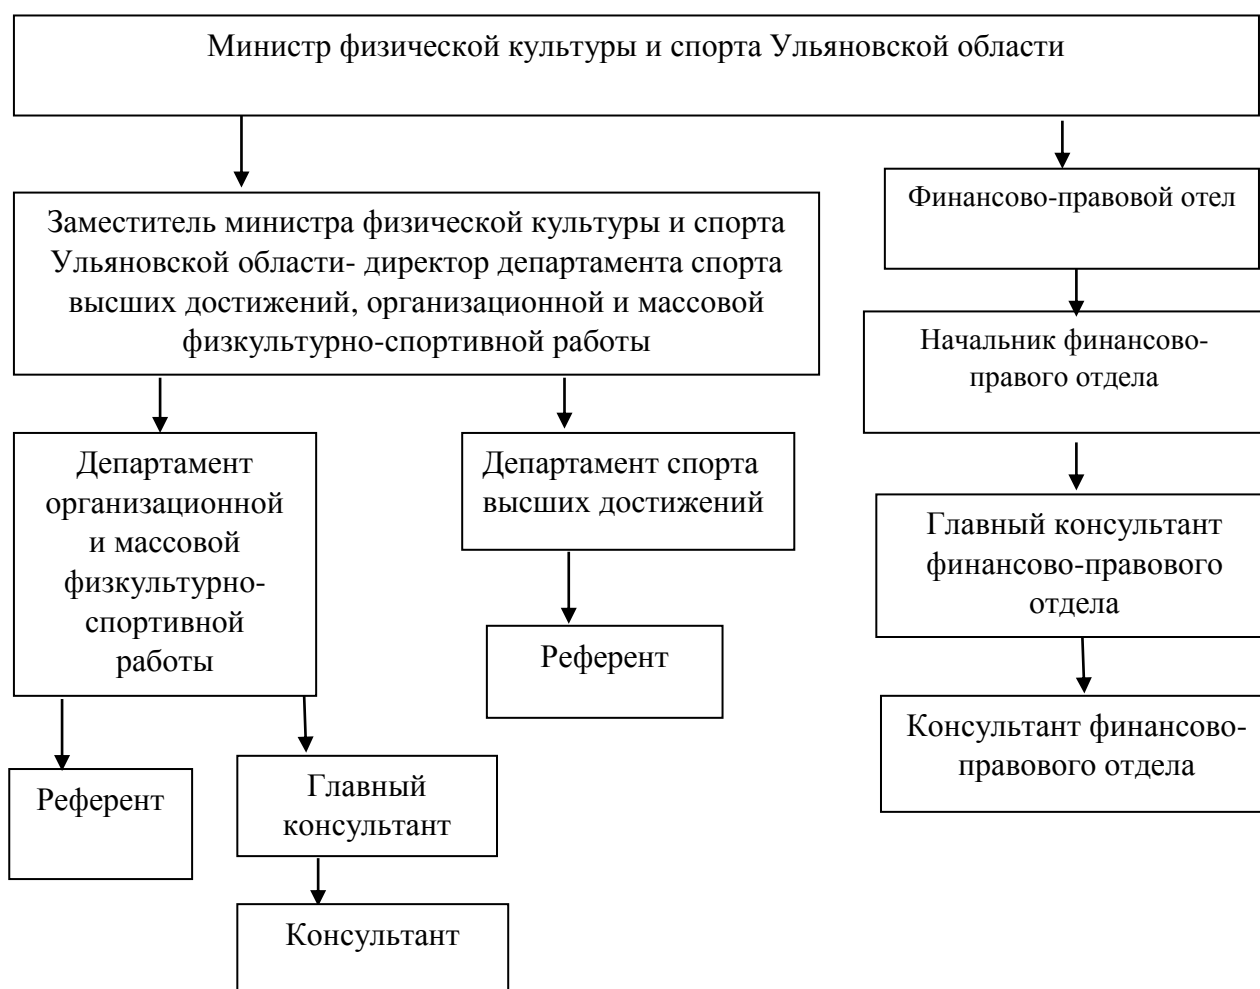 Министр физической культуры и спорта Ульяновской области
Заместитель министра физической культуры и спорта
Ульяновской области- директор департамента спорта
высших достижений, организационной и массовой
физкультурно-спортивной работы
Финансово-правовой отел
Начальник финансово-
правого отдела
Департамент
организационной
и массовой
физкультурно-
спортивной
работы
Департамент спорта
высших достижений
Главный консультант
финансово-правового
отдела
Референт
Консультант финансово-
правового отдела
Референт
Главный
консультант
Консультант